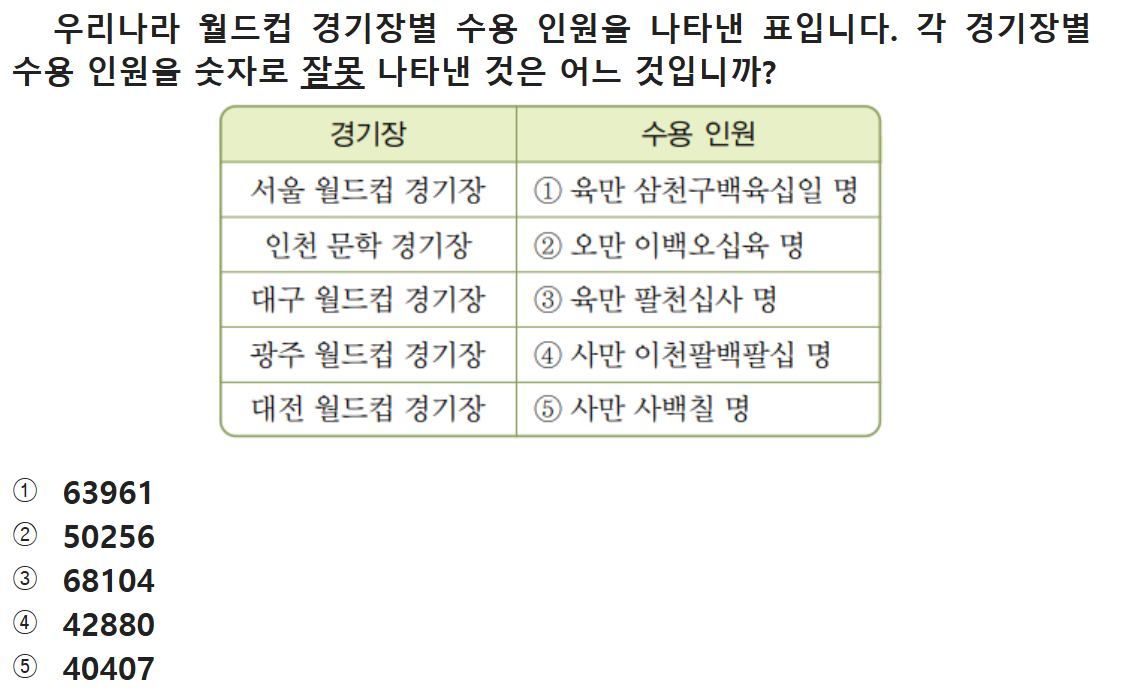 우리나라 월드컵 경기장별 수용 인원을 나타낸 표입니다. 각 경기장별
수용 인원을 숫자로 잘못 나타낸 것은 어느 것입니까?
경기장 수용 인원
서울 월드컵 경기장 ① 육만 삼천구백육십일 명
인천 문학 경기장 ② 오만 이백오십육 명
대구 월드컵 경기장 ③ 육만 팔천십사 명
광주 월드컵 경기장 ④ 사만 이천팔백팔십 명
대전 월드컵 경기장 ⑤ 사만 사백칠 명
① 63961
② 50256
③ 68104
④ 42880
⑤ 40407